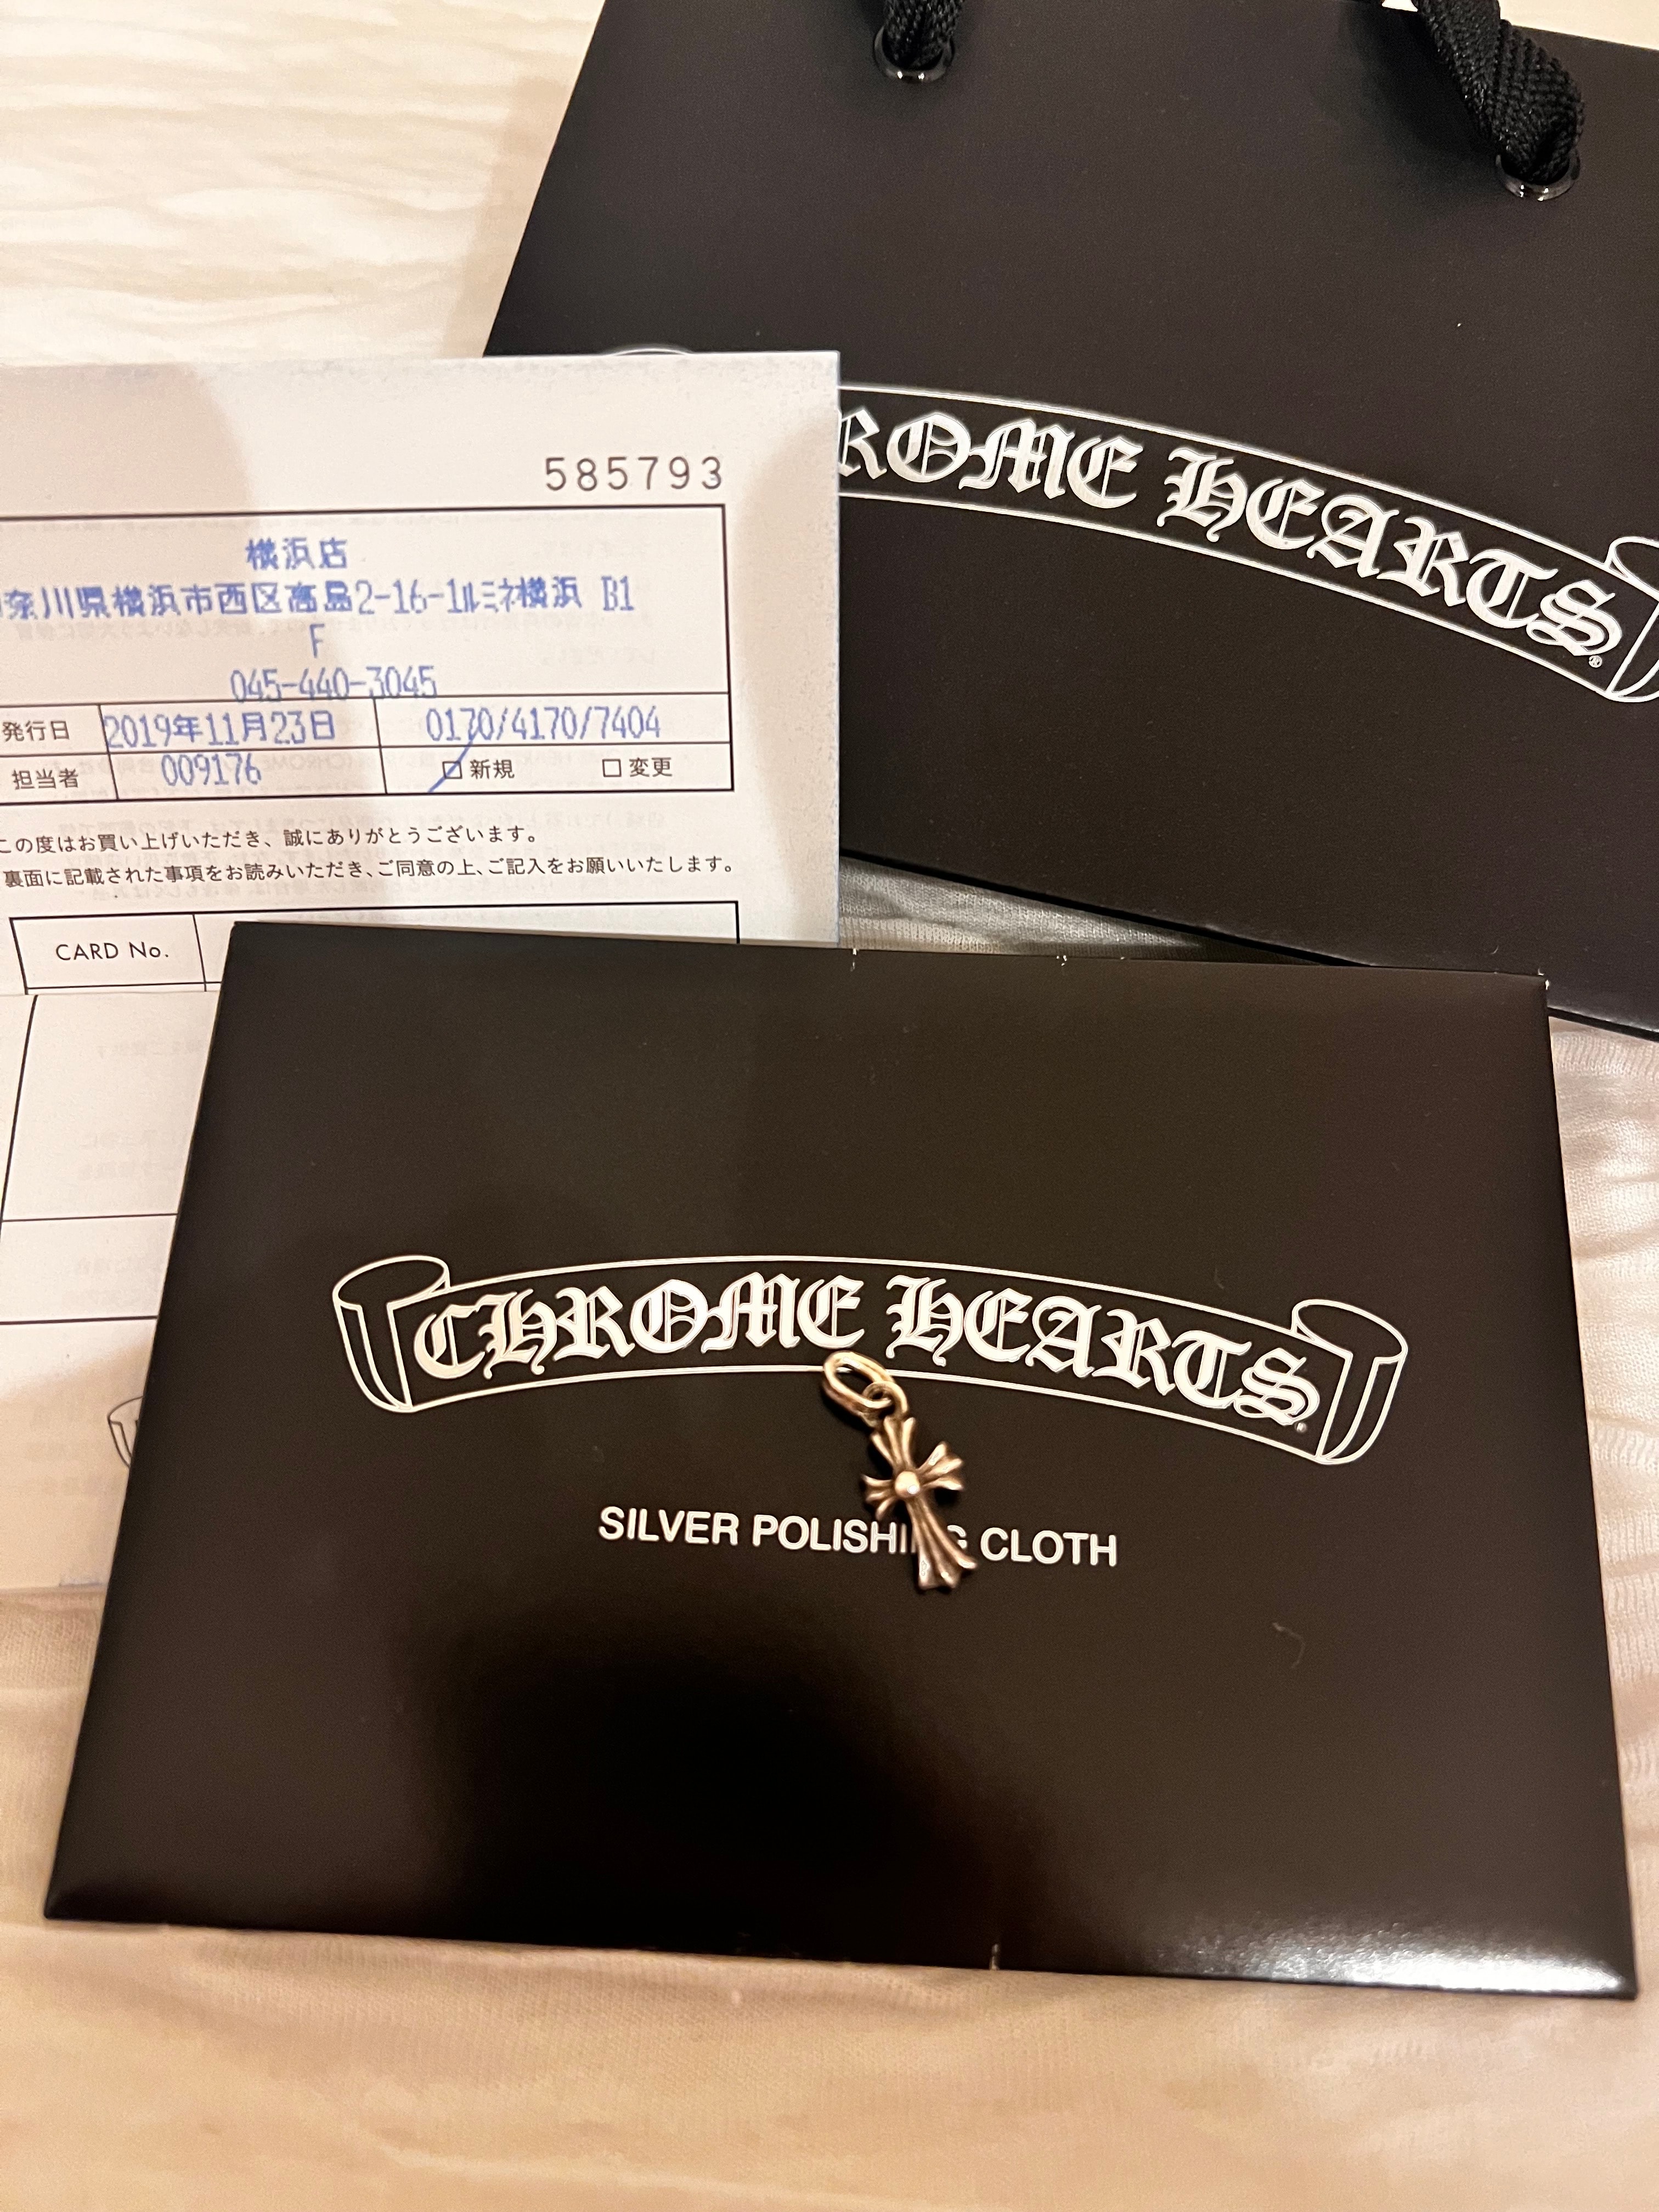 ROME HEARTS®
585793
横浜店
奈川県横浜市西区高島2-16-1ルミネ横浜 B1
F
045-440-3045
発行日 2019年11月23日 0170/4170/7404
担当者 009176 □ 新規 □ 変更
この度はお買い上げいただき、誠にありがとうございます。
裏面に記載された事項をお読みいただき、ご同意の上、ご記入をお願いいたします。
CARD No.
CHROME HEARTS®
SILVER POLISHING CLOTH